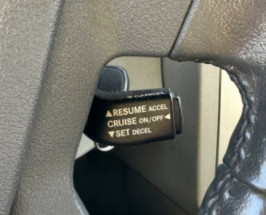 ▲RESUME ACCEL
CRUISE ON/OFF◀
▼SET DECEL